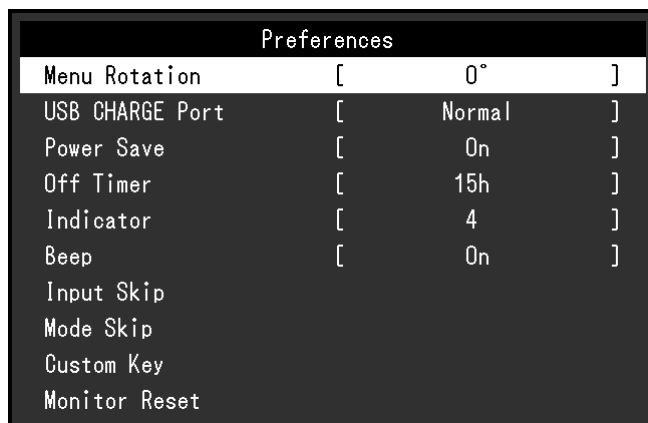 Preferences
Menu Rotation [ 0° ]
USB CHARGE Port [ Normal ]
Power Save [ On ]
Off Timer [ 15h ]
Indicator [ 4 ]
Beep [ On ]
Input Skip
Mode Skip
Custom Key
Monitor Reset